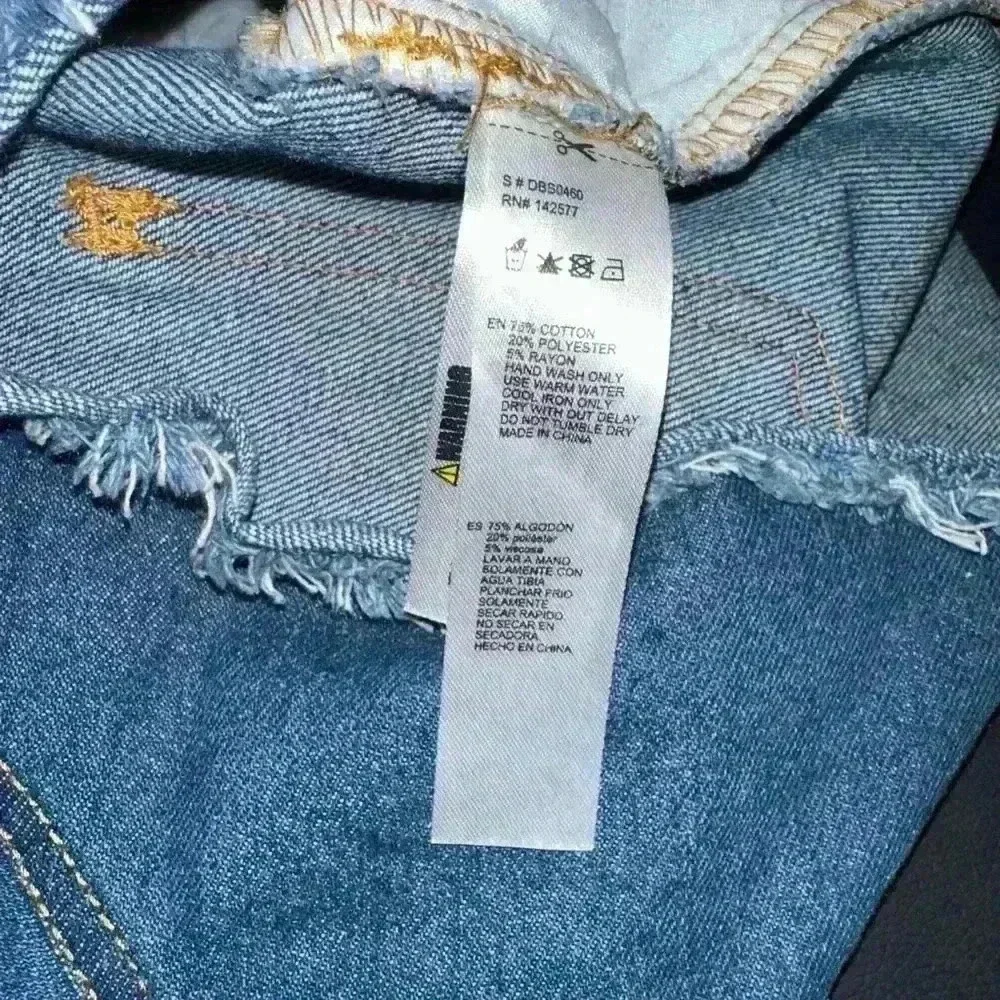 S # DBS0460
RN# 142577
EN 75% COTTON
20% POLYESTER
5% RAYON
HAND WASH ONLY
USE WARM WATER
COOL IRON ONLY
DRY WITH OUT DELAY
DO NOT TUMBLE DRY
MADE IN CHINA
WARNING
ES 75% ALGODON
20% poliéster
5% viscosa
LAVAR A MANO
SOLAMENTE CON
AGUA TIBIA
PLANCHAR FRIO
SOLAMENTE
SECAR RAPIDO
NO SECAR EN
SECADORA
HECHO EN CHINA